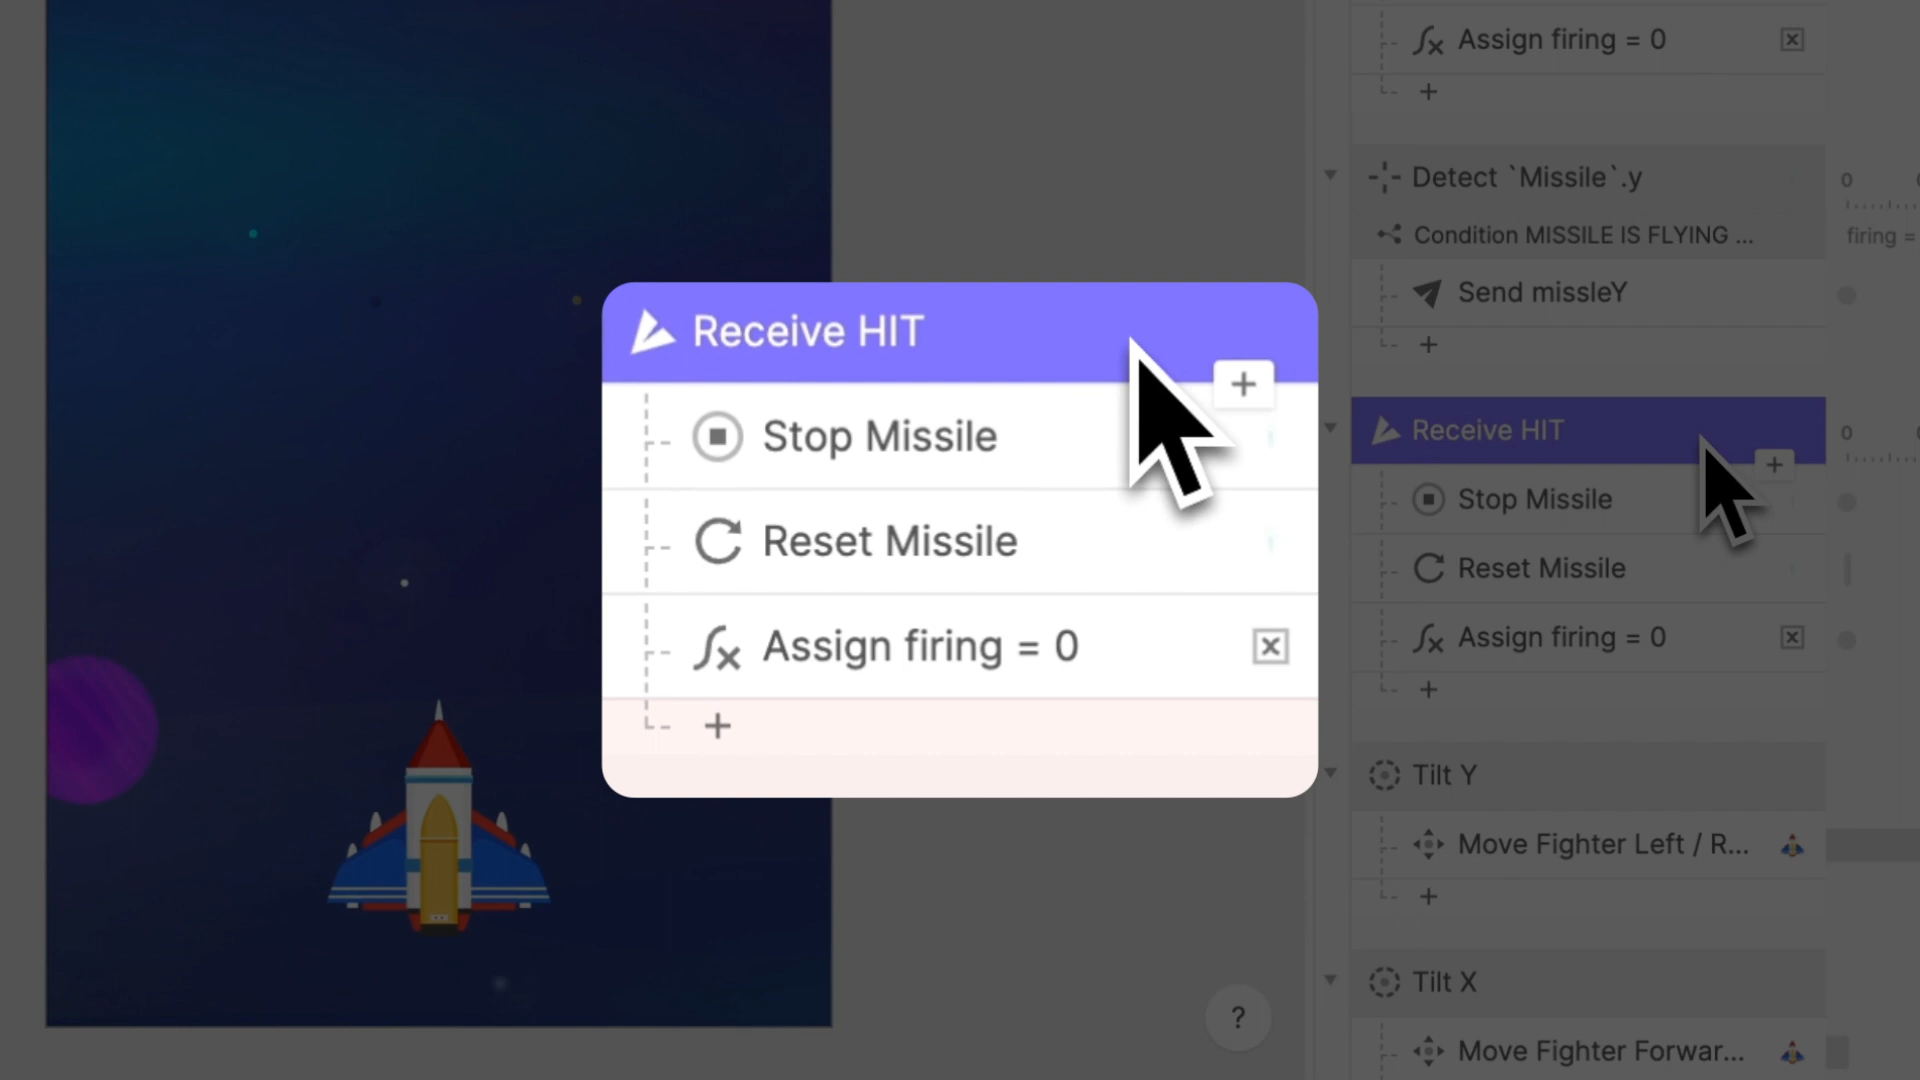 Assign firing = 0
+
Detect `Missile`.y
0
Condition MISSILE IS FLYING ...
firing =
Send missleY
+
Receive HIT
+
Stop Missile
Reset Missile
Assign firing = 0
+
Receive HIT
0
+
Stop Missile
Reset Missile
Assign firing = 0
+
Tilt Y
Move Fighter Left / R...
+
Tilt X
?
Move Fighter Forwar...